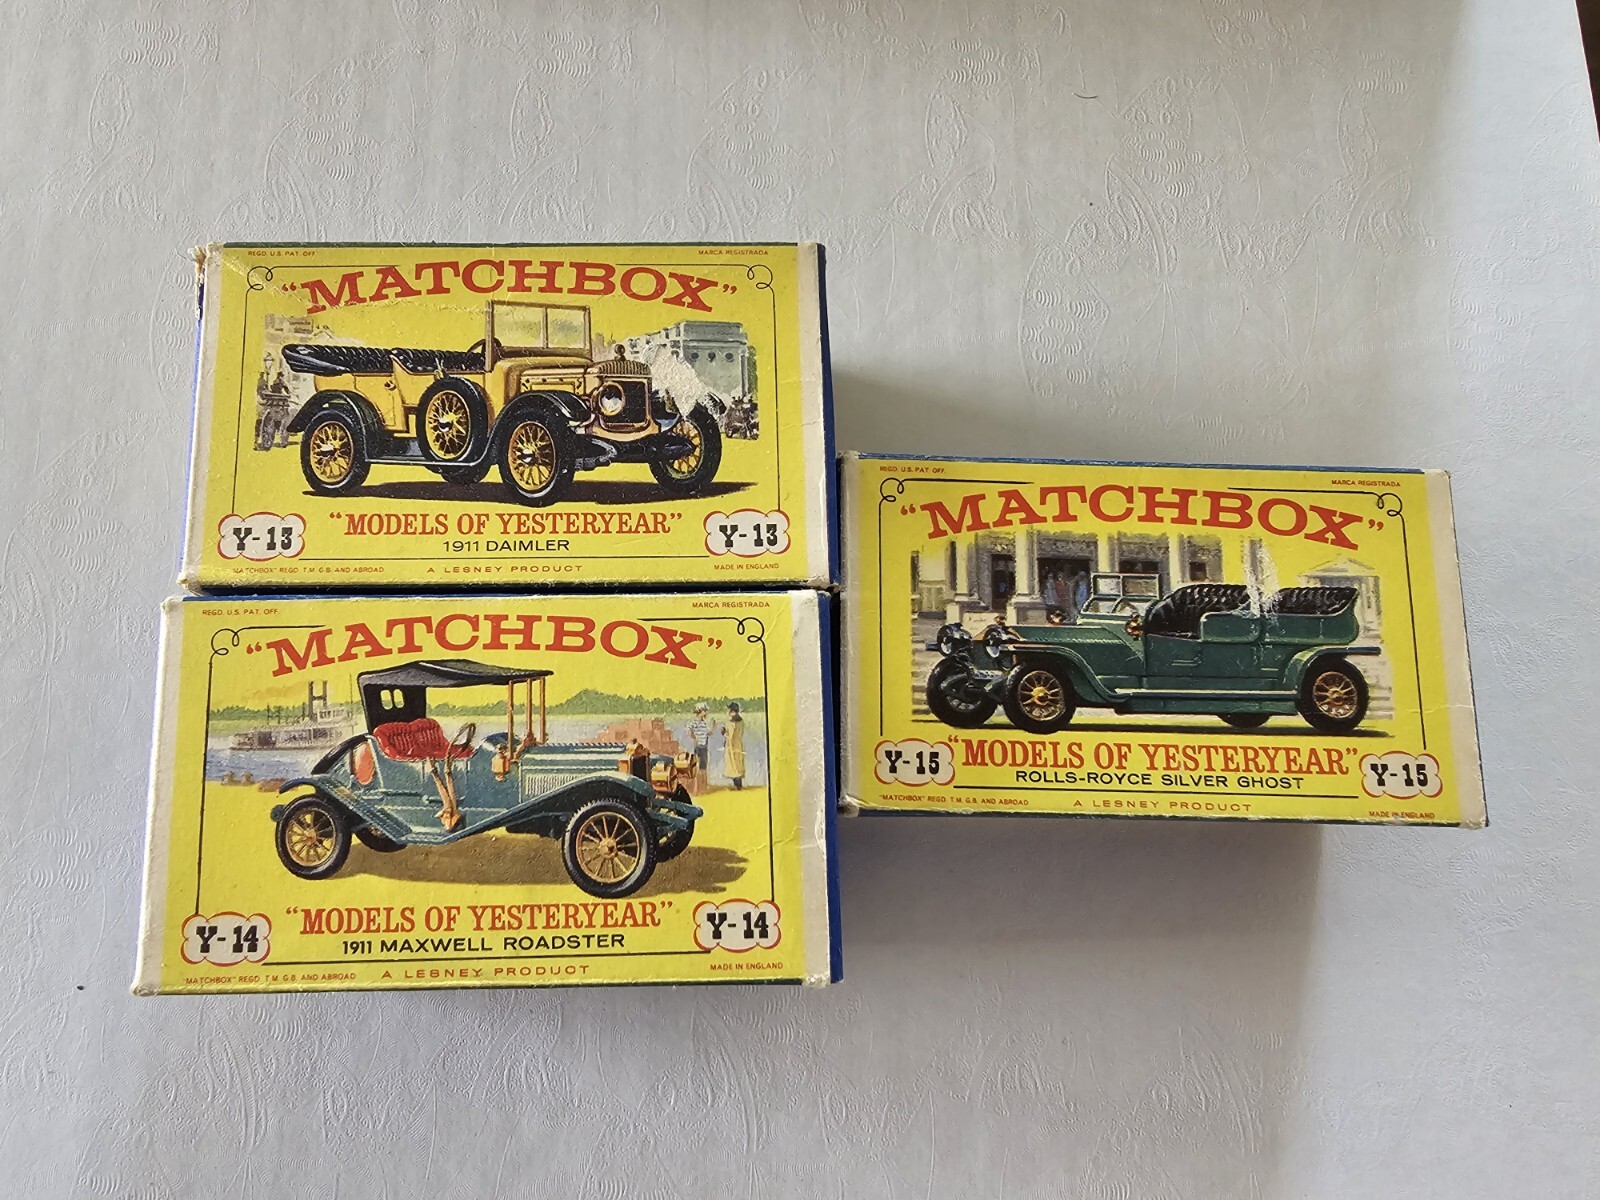 REGD. U.S. PAT. OFF. MARCA REGISTRADA
"MATCHBOX"
Y-13 "MODELS OF YESTERYEAR" Y-13
1911 DAIMLER
"MATCHBOX" REGD. T.M. G.B. AND ABROAD A LESNEY PRODUCT MADE IN ENGLAND
REGD. U.S. PAT. OFF. MARCA REGISTRADA
"MATCHBOX"
Y-14 "MODELS OF YESTERYEAR" Y-14
1911 MAXWELL ROADSTER
"MATCHBOX" REGD. T.M. G.B. AND ABROAD A LESNEY PRODUCT MADE IN ENGLAND
REGD. U.S. PAT. OFF. MARCA REGISTRADA
"MATCHBOX"
Y-15 "MODELS OF YESTERYEAR" Y-15
ROLLS-ROYCE SILVER GHOST
"MATCHBOX" REGD. T.M. G.B. AND ABROAD A LESNEY PRODUCT MADE IN ENGLAND